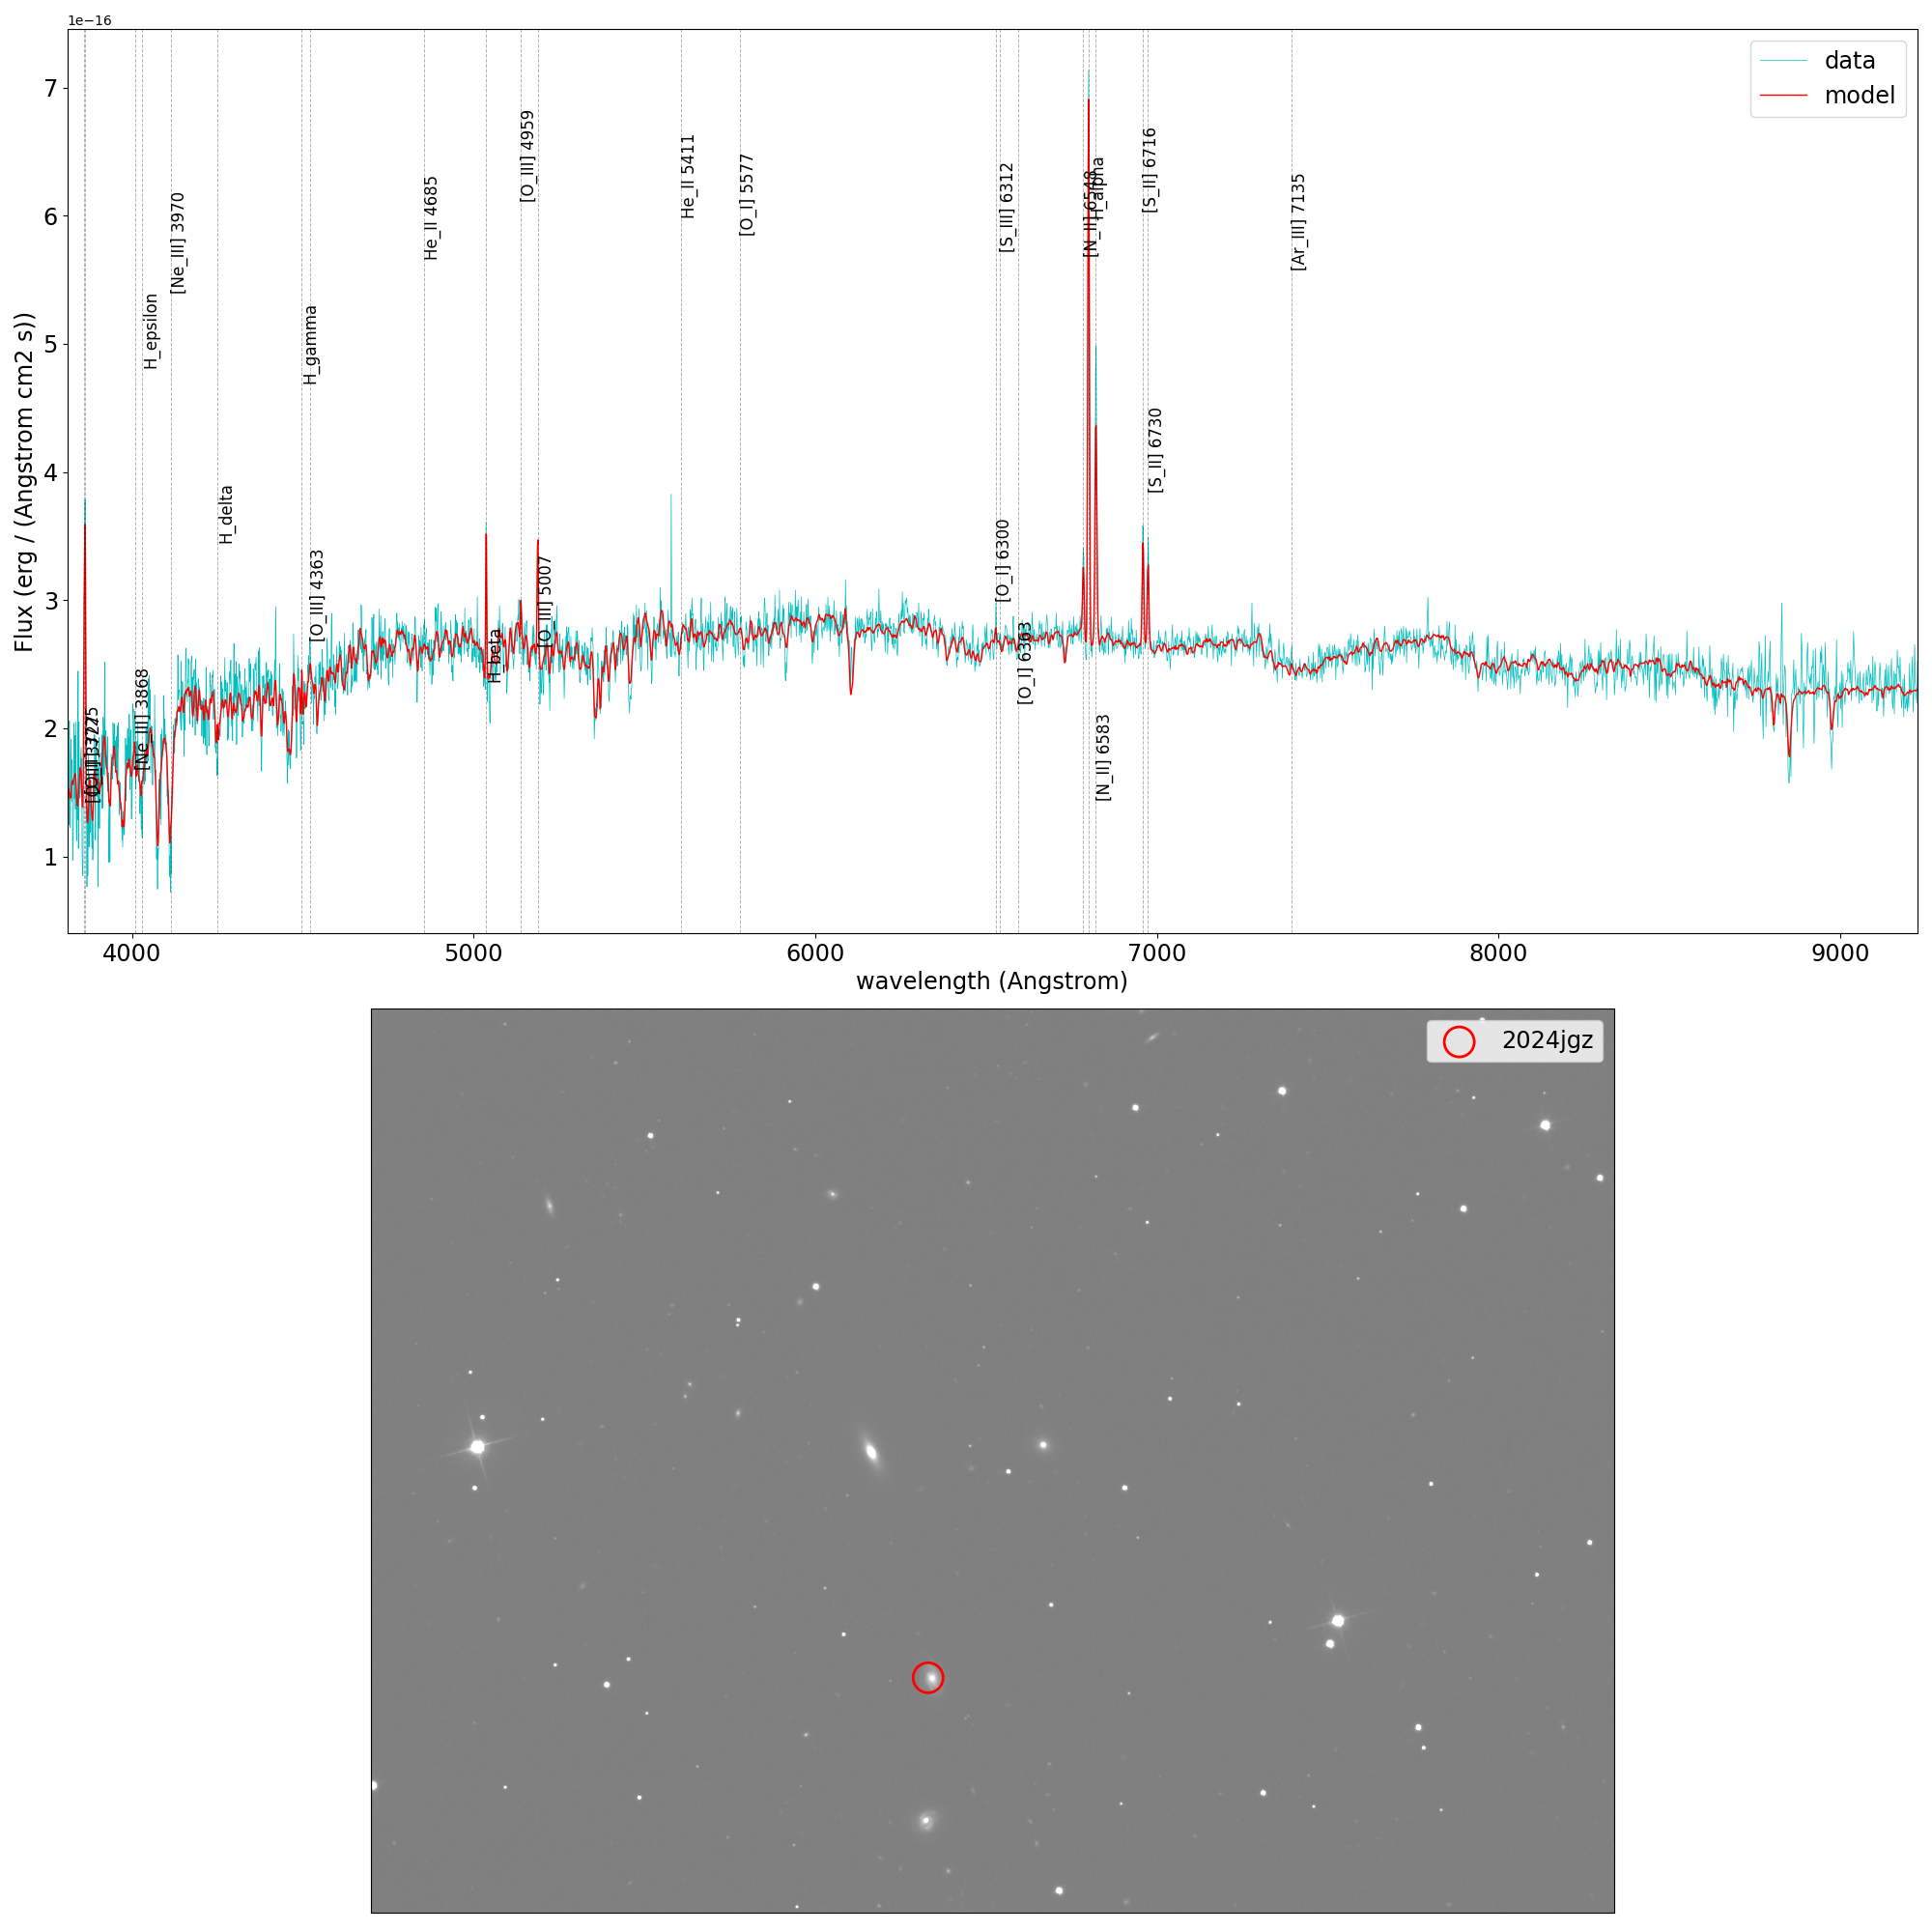 1e−16
data
model
Flux (erg / (Angstrom cm2 s))
7
6
5
4
3
2
1
[Ne_III] 3868
H_epsilon
[Ne_III] 3970
H_delta
H_gamma
[O_III] 4363
He_II 4685
H_beta
[O_III] 4959
[O_III] 5007
He_II 5411
[O_I] 5577
[O_I] 6300
[S_III] 6312
[O_I] 6363
[N_II] 6548
H_alpha
[N_II] 6583
[S_II] 6716
[S_II] 6730
[Ar_III] 7135
4000 5000 6000 7000 8000 9000
wavelength (Angstrom)
2024jgz